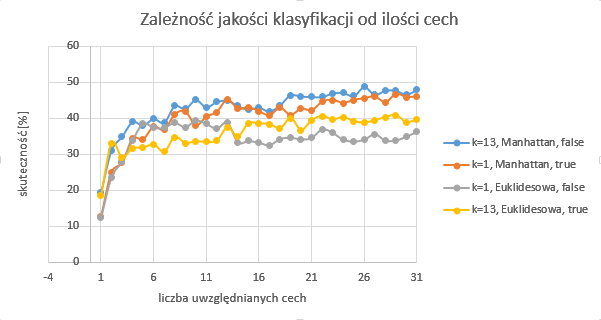 Zależność jakości klasyfikacji od ilości cech
60
50
40
30
20
10
0
skuteczność[%]
-4 1 6 11 16 21 26 31
liczba uwzględnianych cech
k=13, Manhattan, false
k=1, Manhattan, true
k=1, Euklidesowa, false
k=13, Euklidesowa, true